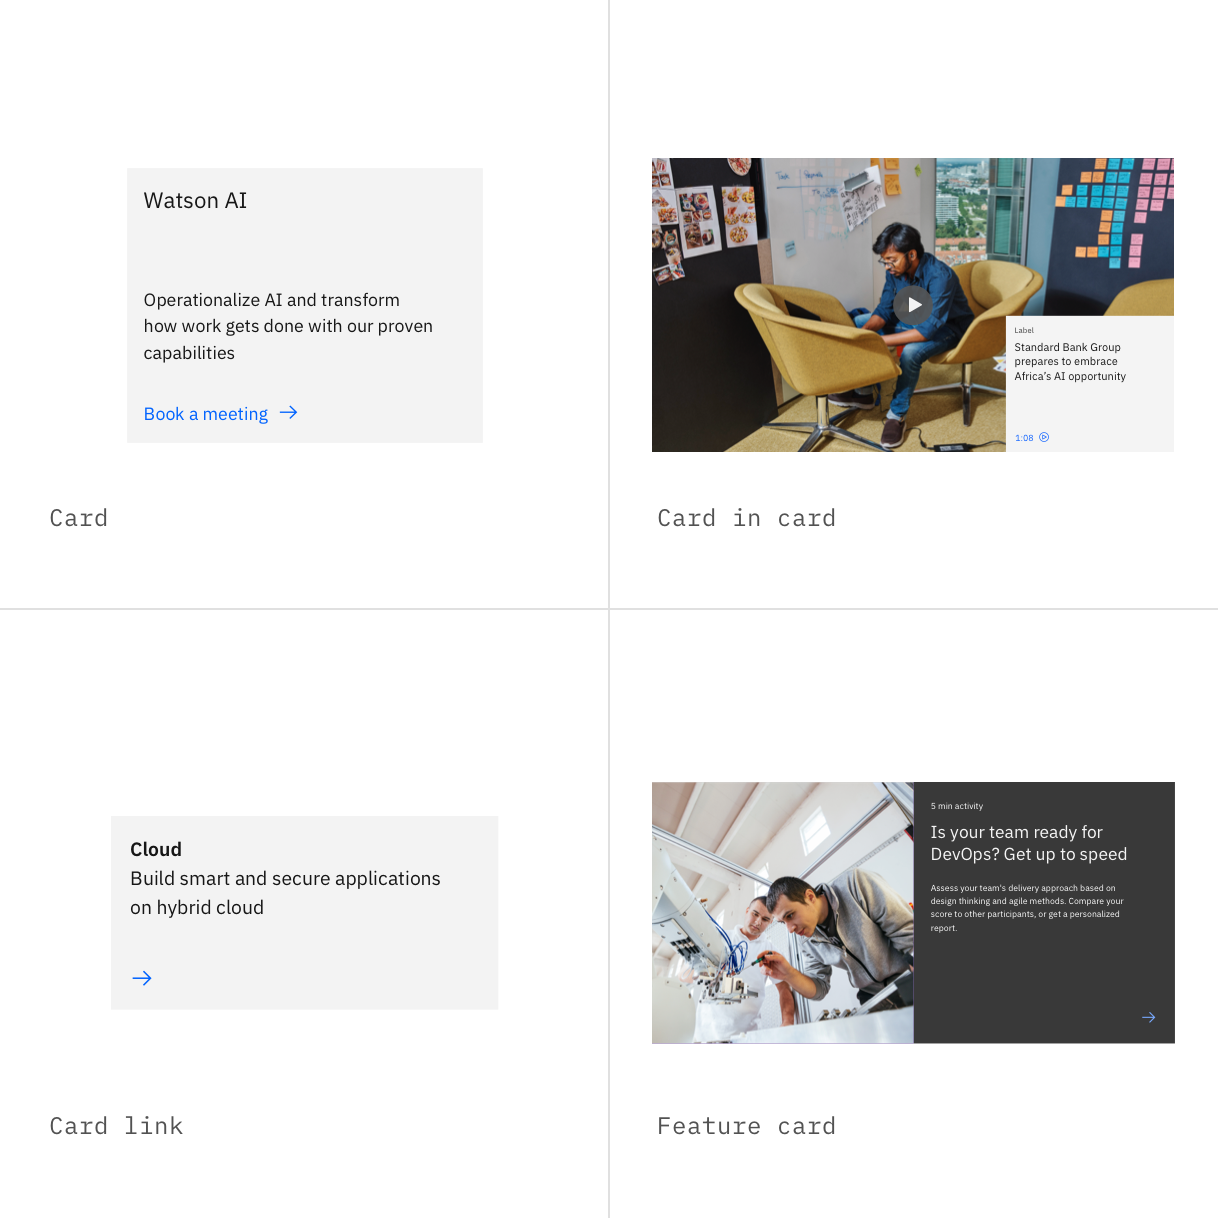 Watson AI
Operationalize AI and transform
how work gets done with our proven
capabilities
Book a meeting
Card
Label
Standard Bank Group
prepares to embrace
Africa's AI opportunity
1:08
Card in card
Cloud
Build smart and secure applications
on hybrid cloud
Card link
5 min activity
Is your team ready for
DevOps? Get up to speed
Assess your team's delivery approach based on
design thinking and agile methods. Compare your
score to other participants, or get a personalized
report.
Feature card